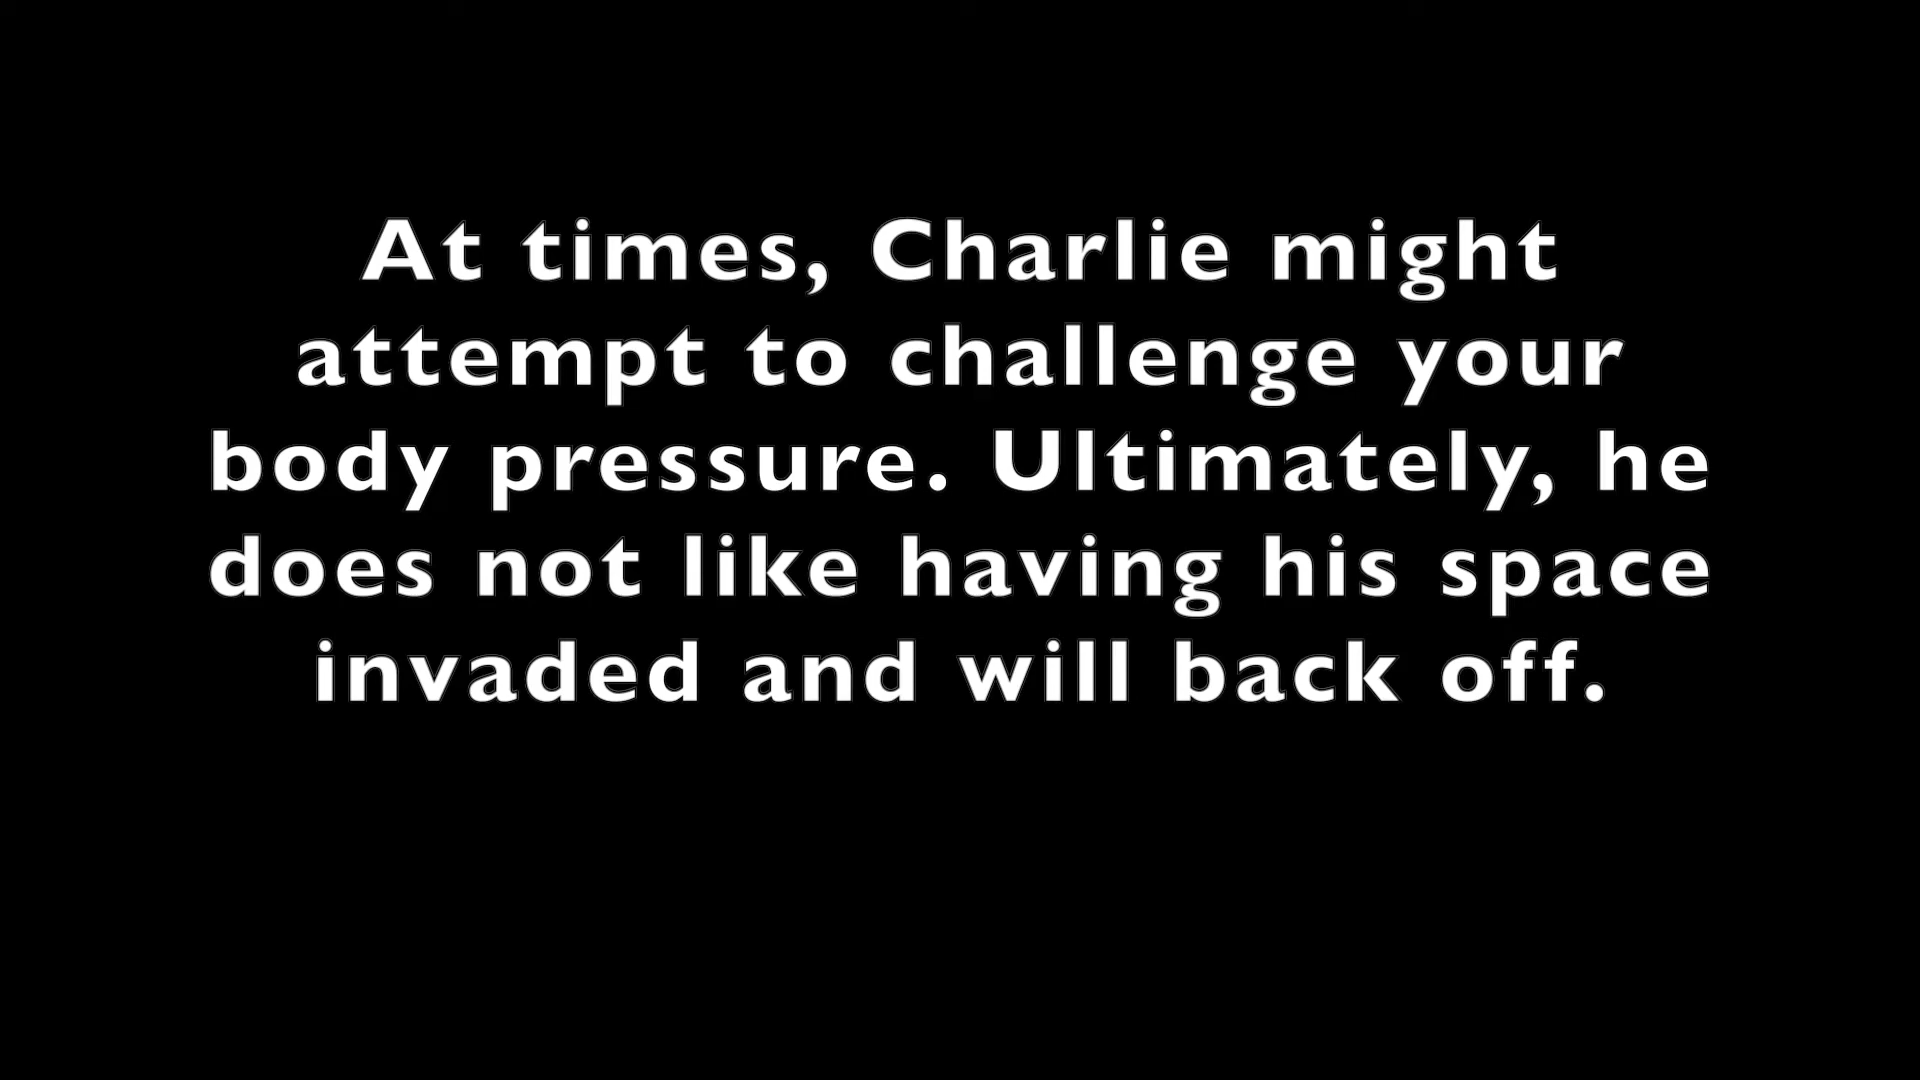 At times, Charlie might
attempt to challenge your
body pressure. Ultimately, he
does not like having his space
invaded and will back off.